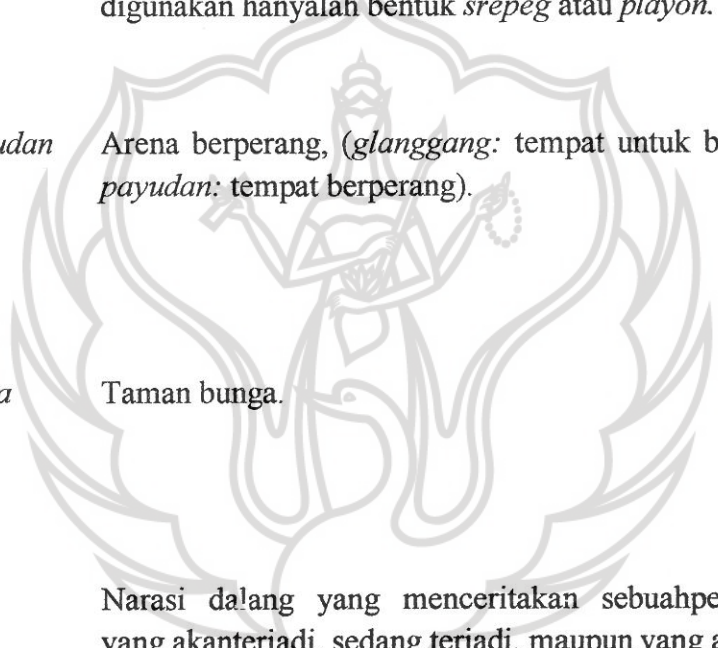 digunakan hanyalah bentuk srepeg atau playon.
udan Arena berperang, (glanggang: tempat untuk b
payudan: tempat berperang).
a Taman bunga.
Narasi dalang yang menceritakan sebuahpe
yang akanterjadi, sedang terjadi, maupun yang a